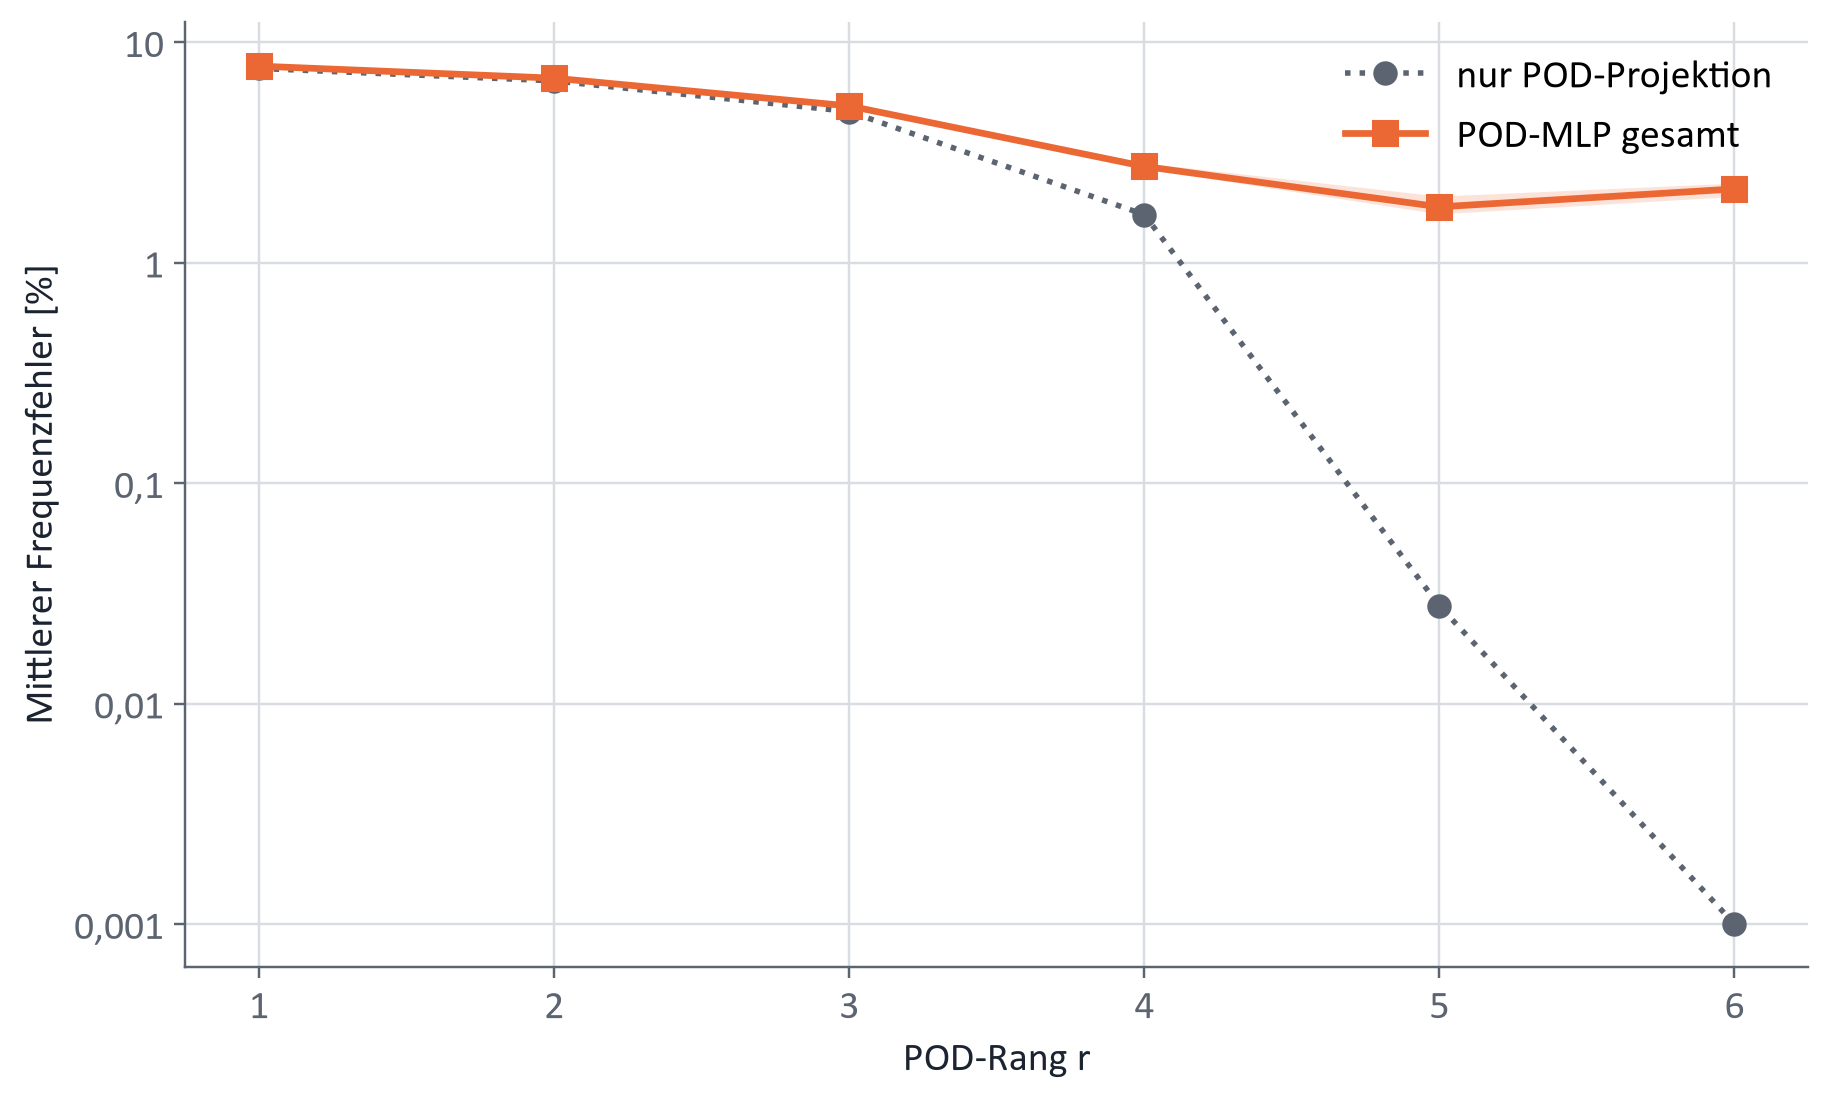 10
1
0,1
0,01
0,001
Mittlerer Frequenzfehler [%]
nur POD-Projektion
POD-MLP gesamt
1 2 3 4 5 6
POD-Rang r